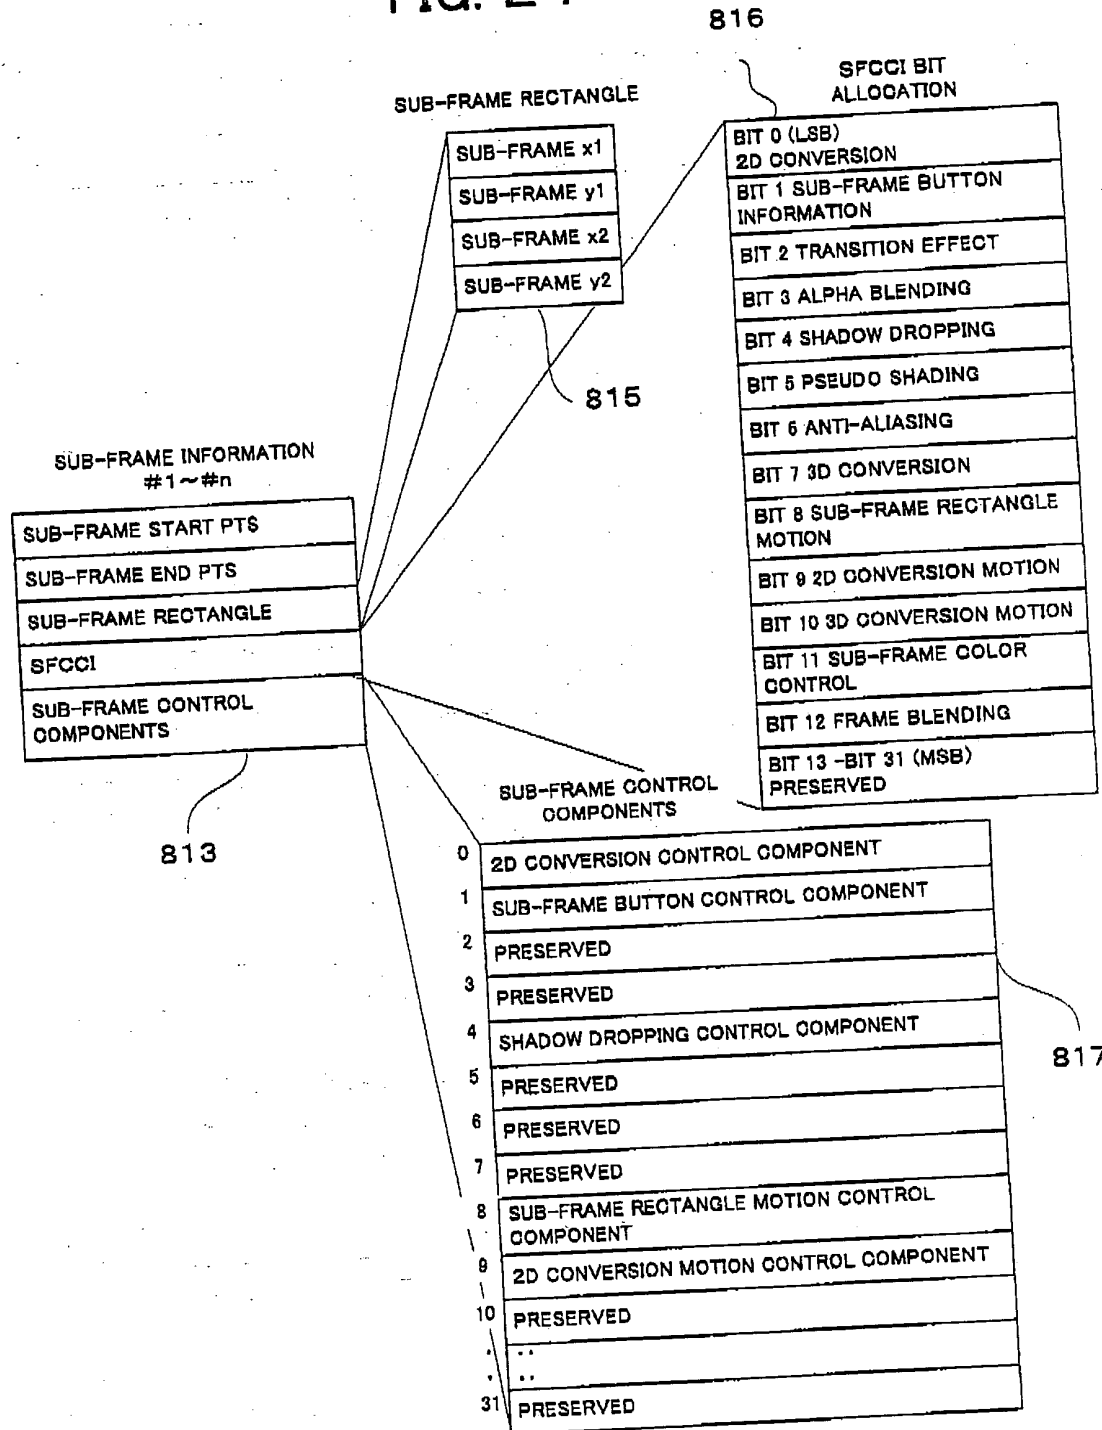 FIG. 24
816
SUB-FRAME RECTANGLE
SUB-FRAME x1
SUB-FRAME y1
SUB-FRAME x2
SUB-FRAME y2
815
SFCCI BIT
ALLOCATION
BIT 0 (LSB)
2D CONVERSION
BIT 1 SUB-FRAME BUTTON
INFORMATION
BIT 2 TRANSITION EFFECT
BIT 3 ALPHA BLENDING
BIT 4 SHADOW DROPPING
BIT 5 PSEUDO SHADING
BIT 6 ANTI-ALIASING
BIT 7 3D CONVERSION
BIT 8 SUB-FRAME RECTANGLE
MOTION
BIT 9 2D CONVERSION MOTION
BIT 10 3D CONVERSION MOTION
BIT 11 SUB-FRAME COLOR
CONTROL
BIT 12 FRAME BLENDING
BIT 13 -BIT 31 (MSB)
PRESERVED
SUB-FRAME INFORMATION
#1~#n
SUB-FRAME START PTS
SUB-FRAME END PTS
SUB-FRAME RECTANGLE
SFCCI
SUB-FRAME CONTROL
COMPONENTS
813
SUB-FRAME CONTROL
COMPONENTS
0 2D CONVERSION CONTROL COMPONENT
1 SUB-FRAME BUTTON CONTROL COMPONENT
2 PRESERVED
3 PRESERVED
4 SHADOW DROPPING CONTROL COMPONENT
5 PRESERVED
6 PRESERVED
7 PRESERVED
8 SUB-FRAME RECTANGLE MOTION CONTROL
COMPONENT
9 2D CONVERSION MOTION CONTROL COMPONENT
10 PRESERVED
: ::
31 PRESERVED
817